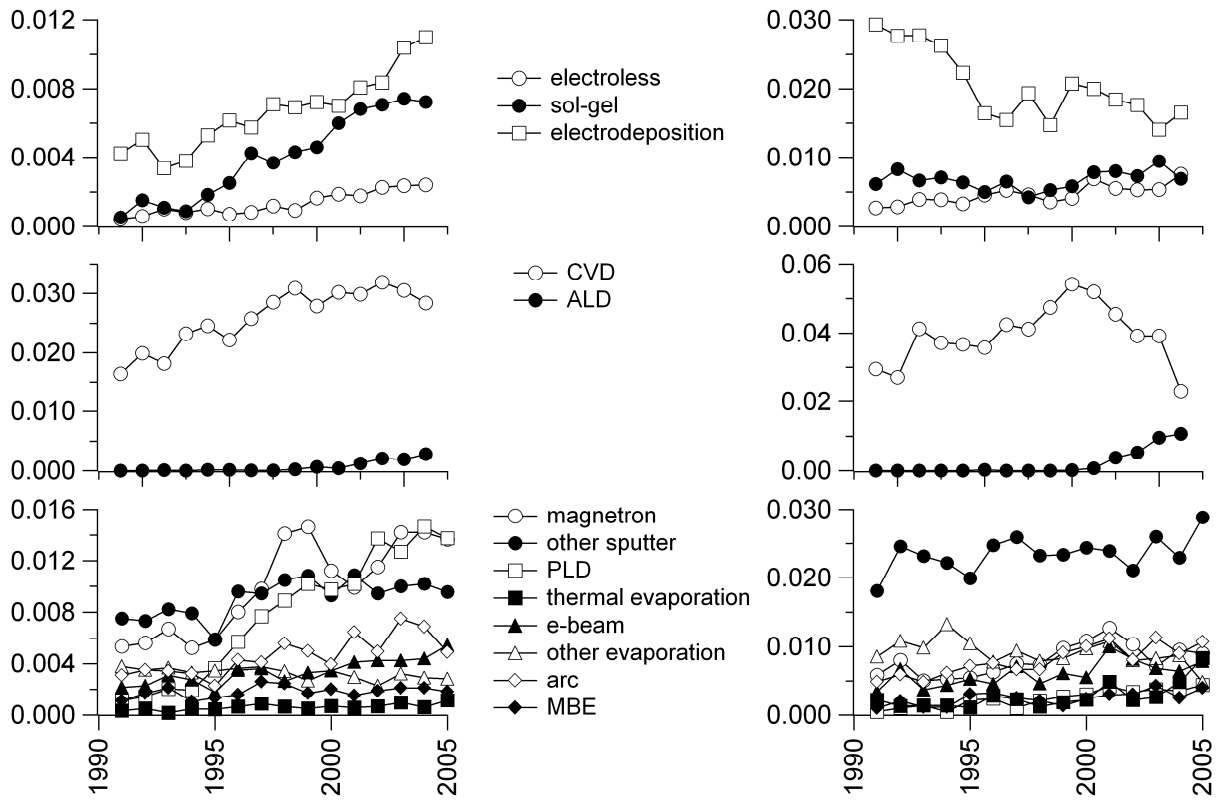 0.012
0.008
0.004
0.000
electroless
sol-gel
electrodeposition
0.030
0.020
0.010
0.000
0.030
0.020
0.010
0.000
CVD
ALD
0.06
0.04
0.02
0.00
0.016
0.012
0.008
0.004
0.000
1990
1995
2000
2005
magnetron
other sputter
PLD
thermal evaporation
e-beam
other evaporation
arc
MBE
0.030
0.020
0.010
0.000
1990
1995
2000
2005